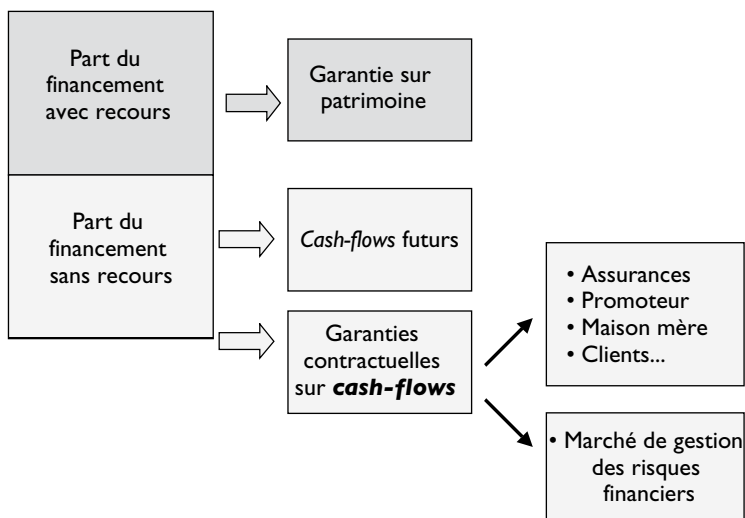 Part du
financement
avec recours
Garantie sur
patrimoine
Part du
financement
sans recours
Cash-flows futurs
Garanties
contractuelles
sur cash-flows
• Assurances
• Promoteur
• Maison mère
• Clients...
• Marché de gestion
des risques
financiers